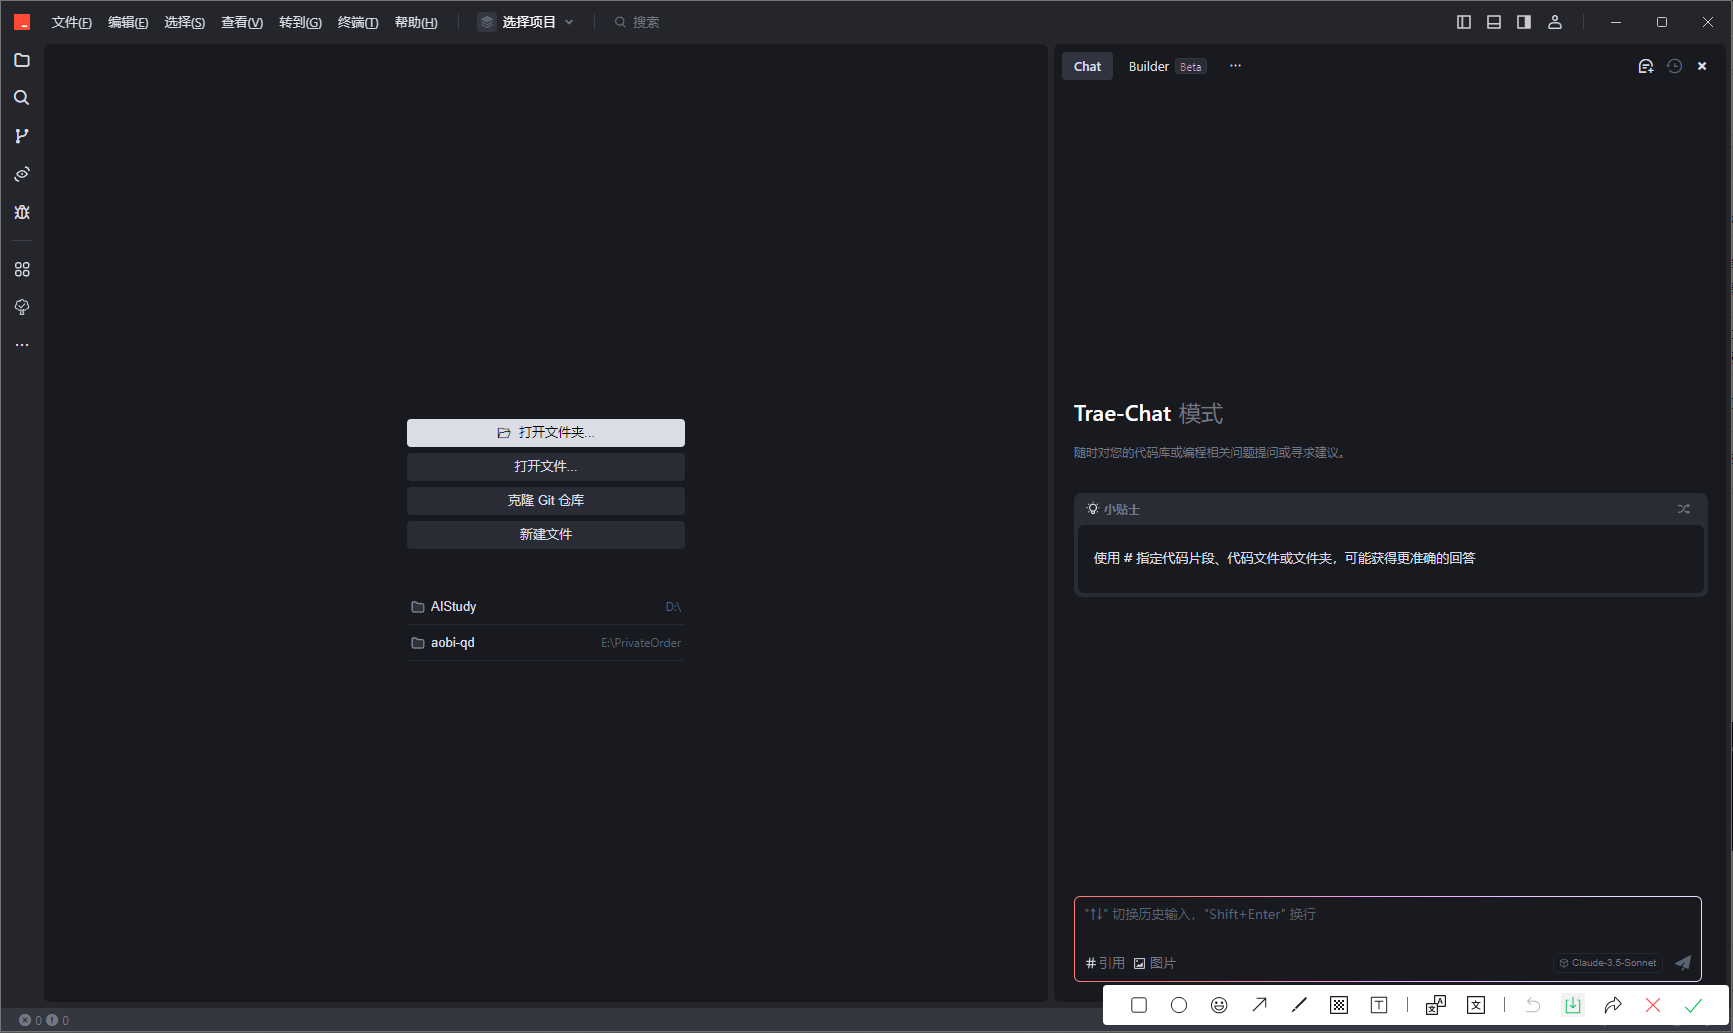 文件(F) 编辑(E) 选择(S) 查看(V) 转到(G) 终端(T) 帮助(H) 选择项目 搜索
Chat Builder Beta ...
打开文件夹...
打开文件...
克隆 Git 仓库
新建文件
AIStudy D:\
aobi-qd E:\PrivateOrder
Trae-Chat 模式
随时对您的代码库或编程相关问题提问或寻求建议。
小贴士
使用 # 指定代码片段、代码文件或文件夹，可能获得更准确的回答
"↑↓" 切换历史输入，"Shift+Enter" 换行
#引用 图片 Claude-3.5-Sonnet
T A 文 文
0 0